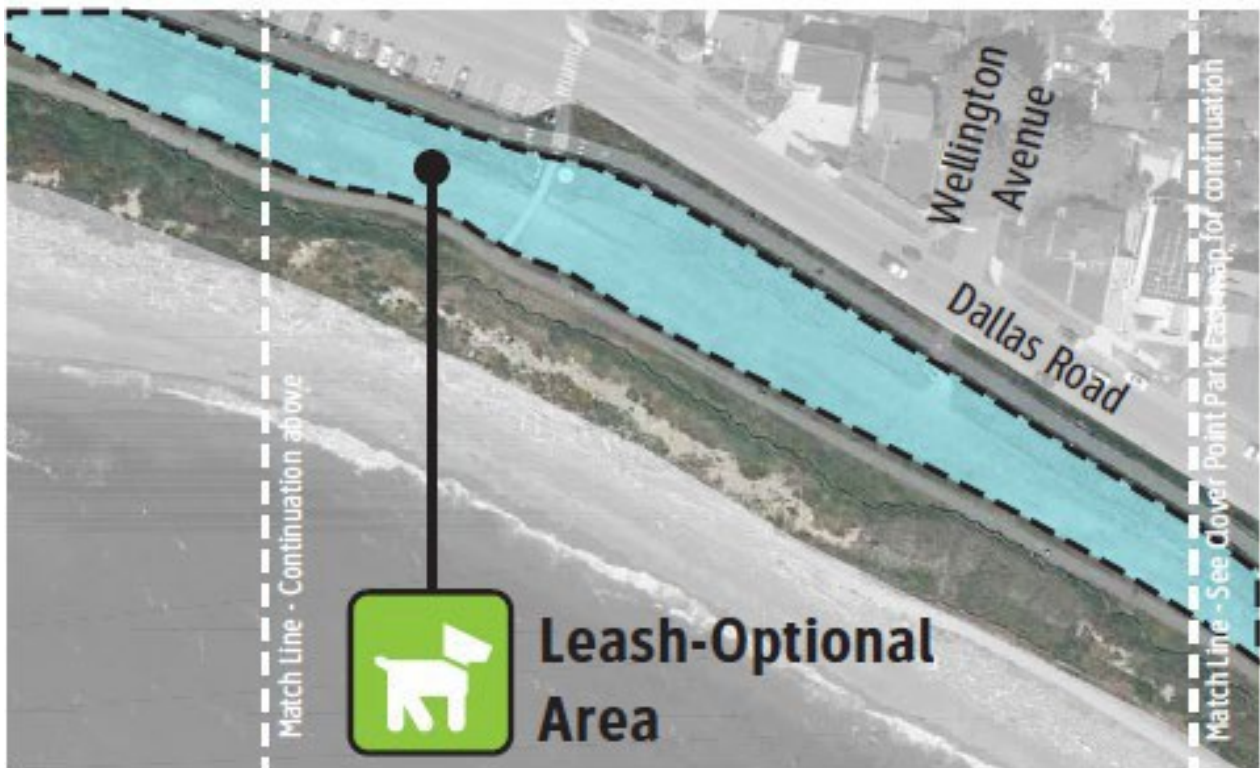 Wellington
Avenue
Dallas Road
Match Line - Continuation above
Match Line - See Clover Point Park East map for continuation
Leash-Optional
Area